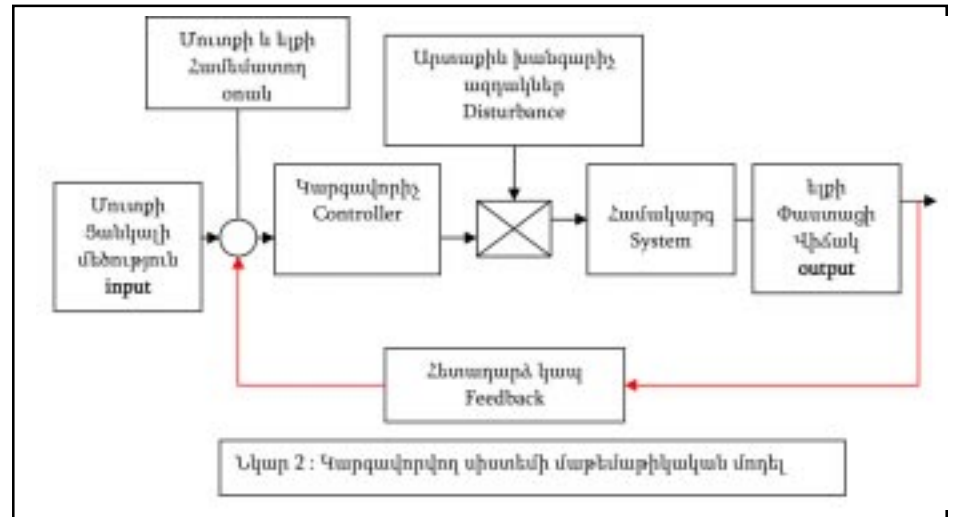 Մուտքի և ելքի
Համեմատող
օղակ
Արտաքին խանգարիչ
ազդակներ
Disturbance
Մուտքի
Ցանկալի
մեծություն
input
Կարգավորիչ
Controller
Համակարգ
System
Ելքի
Փաստացի
Վիճակ
output
Հետադարձ կապ
Feedback
Նկար 2 : Կարգավորվող սիստեմի մաթեմատիկական մոդել